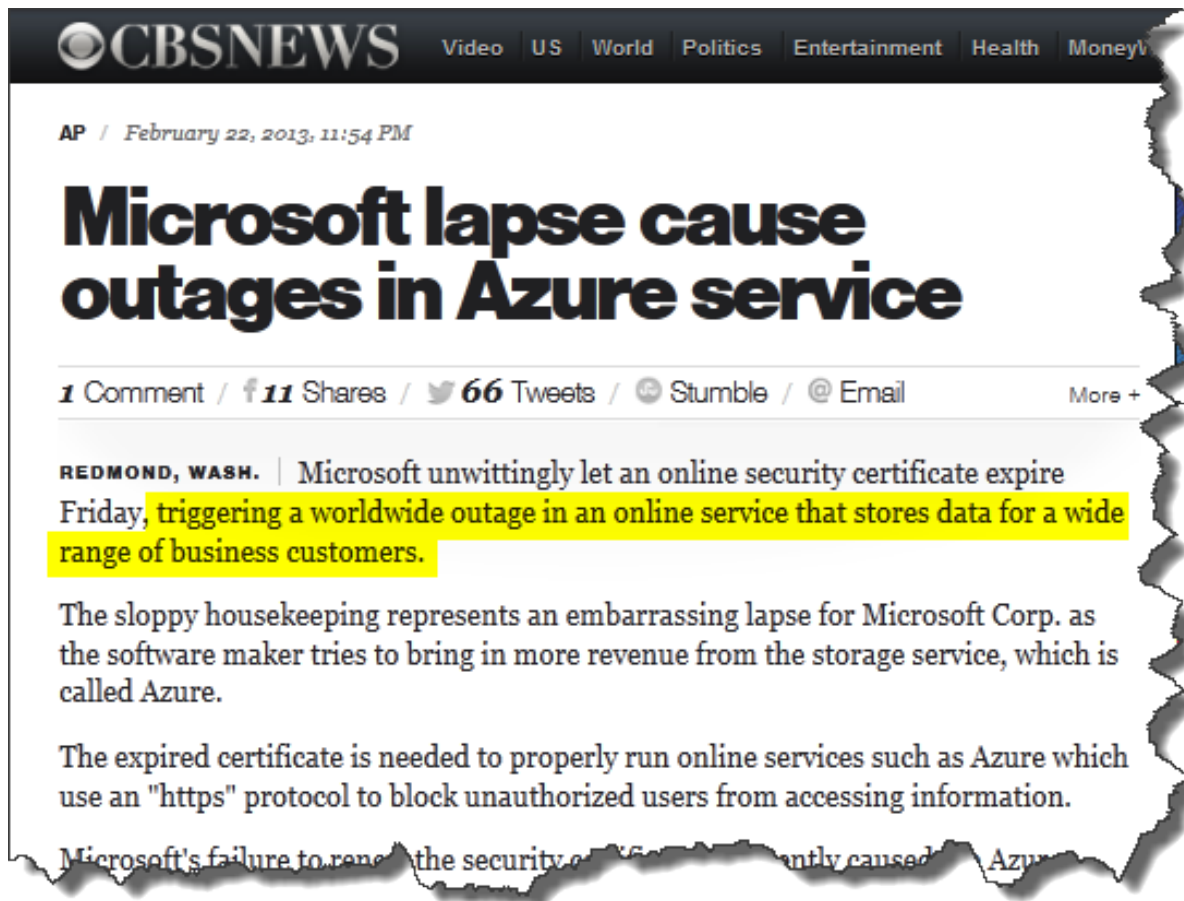 CBSNEWS Video US World Politics Entertainment Health
AP / February 22, 2013, 11:54 PM
Microsoft lapse cause
outages in Azure service
1 Comment / 11 Shares / 66 Tweets / Stumble / @ Email More +
REDMOND, WASH. | Microsoft unwittingly let an online security certificate expire
Friday, triggering a worldwide outage in an online service that stores data for a wide
range of business customers.
The sloppy housekeeping represents an embarrassing lapse for Microsoft Corp. as
the software maker tries to bring in more revenue from the storage service, which is
called Azure.
The expired certificate is needed to properly run online services such as Azure which
use an "https" protocol to block unauthorized users from accessing information.
Microsoft's failure to the security caused